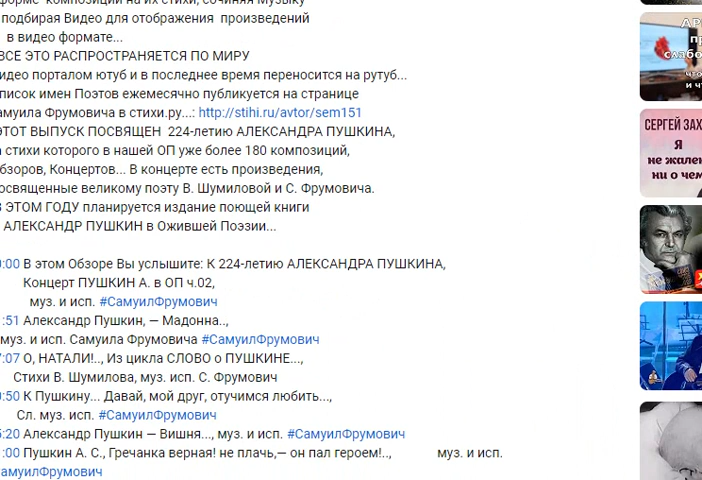 форме композиций на их стихи, сочиняя Музыку
подбирая Видео для отображения произведений
в видео формате...
ВСЕ ЭТО РАСПРОСТРАНЯЕТСЯ ПО МИРУ
идео порталом ютуб и в последнее время переносится на рутуб...
писок имен Поэтов ежемесячно публикуется на странице
амуила Фрумовича в стихи.ру...: http://stihi.ru/avtor/sem151
ЭТОТ ВЫПУСК ПОСВЯЩЕН 224-летию АЛЕКСАНДРА ПУШКИНА,
стихи которого в нашей ОП уже более 180 композиций,
бзоров, Концертов... В концерте есть произведения,
освященные великому поэту В. Шумиловой и С. Фрумовича.
В ЭТОМ ГОДУ планируется издание поющей книги
АЛЕКСАНДР ПУШКИН в Ожившей Поэзии...
0:00 В этом Обзоре Вы услышите: К 224-летию АЛЕКСАНДРА ПУШКИНА,
Концерт ПУШКИН А. в ОП ч.02,
муз. и исп. #СамуилФрумович
:51 Александр Пушкин, — Мадонна..,
муз. и исп. Самуила Фрумовича #СамуилФрумович
7:07 О, НАТАЛИ!.., Из цикла СЛОВО о ПУШКИНЕ...,
Стихи В. Шумилова, муз. исп. С. Фрумович
0:50 К Пушкину... Давай, мой друг, отучимся любить...,
Сл. муз. исп. #СамуилФрумович
5:20 Александр Пушкин — Вишня..., муз. и исп. #СамуилФрумович
:00 Пушкин А. С., Гречанка верная! не плачь,— он пал героем!.., муз. и исп.
амуилФрумович
СЕРГЕЙ ЗАХ
Я
не жале
ни о чем